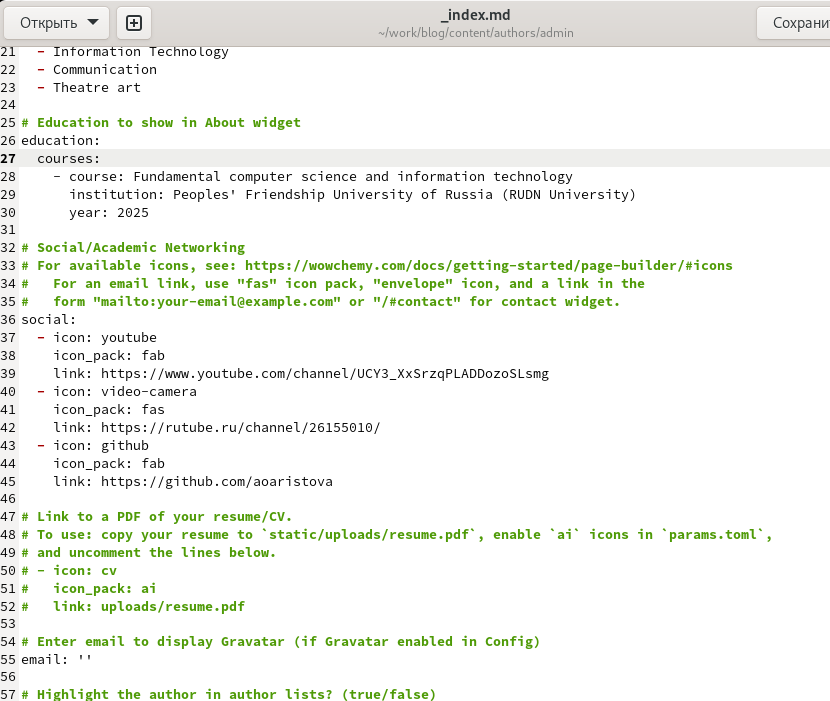 Открыть
_index.md
~/work/blog/content/authors/admin
Сохрани
21   - Information Technology
22   - Communication
23   - Theatre art
24
25 # Education to show in About widget
26 education:
27   courses:
28     - course: Fundamental computer science and information technology
29       institution: Peoples' Friendship University of Russia (RUDN University)
30       year: 2025
31
32 # Social/Academic Networking
33 # For available icons, see: https://wowchemy.com/docs/getting-started/page-builder/#icons
34 #   For an email link, use "fas" icon pack, "envelope" icon, and a link in the
35 #   form "mailto:your-email@example.com" or "/#contact" for contact widget.
36 social:
37   - icon: youtube
38     icon_pack: fab
39     link: https://www.youtube.com/channel/UCY3_XxSrzqPLADDozoSLsmg
40   - icon: video-camera
41     icon_pack: fas
42     link: https://rutube.ru/channel/26155010/
43   - icon: github
44     icon_pack: fab
45     link: https://github.com/aoaristova
46
47 # Link to a PDF of your resume/CV.
48 # To use: copy your resume to `static/uploads/resume.pdf`, enable `ai` icons in `params.toml`,
49 # and uncomment the lines below.
50 # - icon: cv
51 #   icon_pack: ai
52 #   link: uploads/resume.pdf
53
54 # Enter email to display Gravatar (if Gravatar enabled in Config)
55 email: ''
56
57 # Highlight the author in author lists? (true/false)